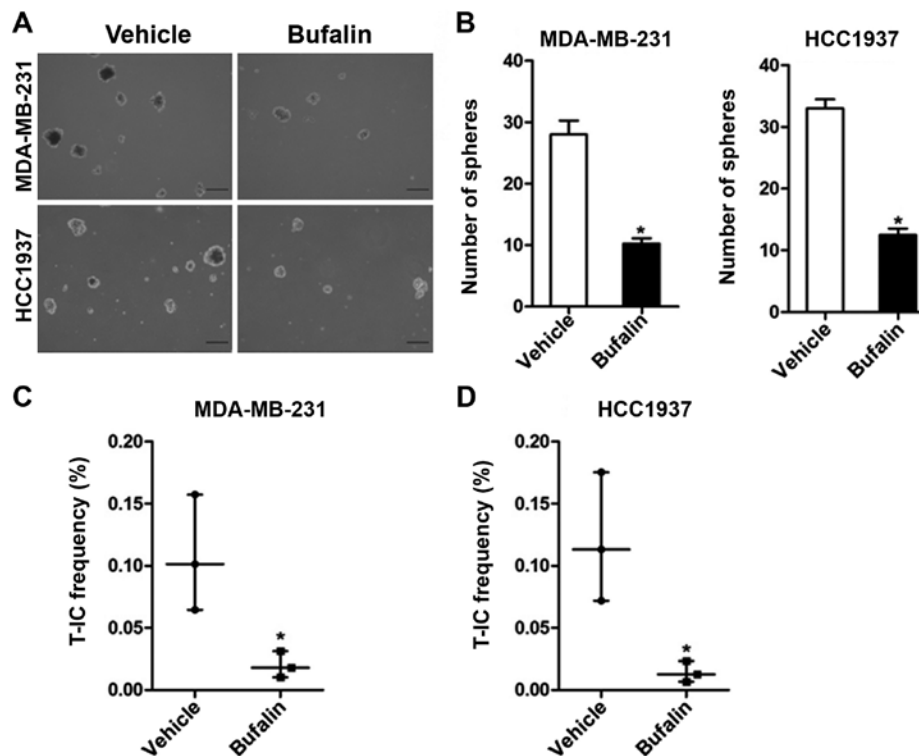 A
Vehicle
Bufalin
MDA-MB-231
HCC1937
B
MDA-MB-231
Number of spheres
40
30
20
10
0
*
Vehicle
Bufalin
HCC1937
Number of spheres
40
30
20
10
0
*
Vehicle
Bufalin
C
MDA-MB-231
T-IC frequency (%)
0.20
0.15
0.10
0.05
0.00
*
Vehicle
Bufalin
D
HCC1937
T-IC frequency (%)
0.20
0.15
0.10
0.05
0.00
*
Vehicle
Bufalin